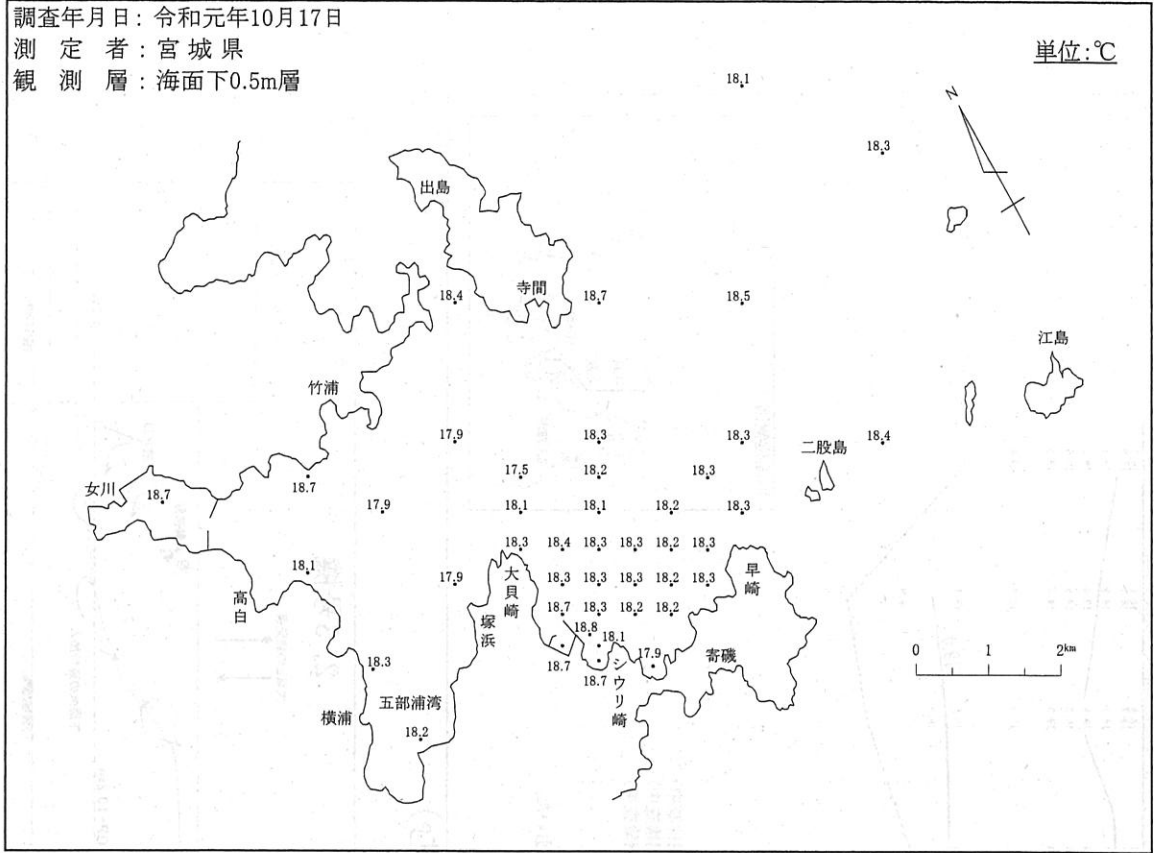 調査年月日：令和元年10月17日
測定者：宮城県
観測層：海面下0.5m層
単位：℃
18.1
N
18.3
出島
寺間
18.4
18.7
18.5
江島
竹浦
17.9
18.3
18.3
18.4
二股島
女川
18.7
18.7
17.5
18.2
18.3
17.9
18.1
18.1
18.2
18.3
18.3
18.4
18.3
18.3
18.2
18.3
18.1
17.9
大貝崎
18.3
18.3
18.3
18.2
18.3
早崎
高白
塚浜
18.7
18.3
18.2
18.2
18.8
18.1
18.7
17.9
寄磯
18.3
18.7
シウリ崎
0 1 2km
横浦
五部浦湾
18.2